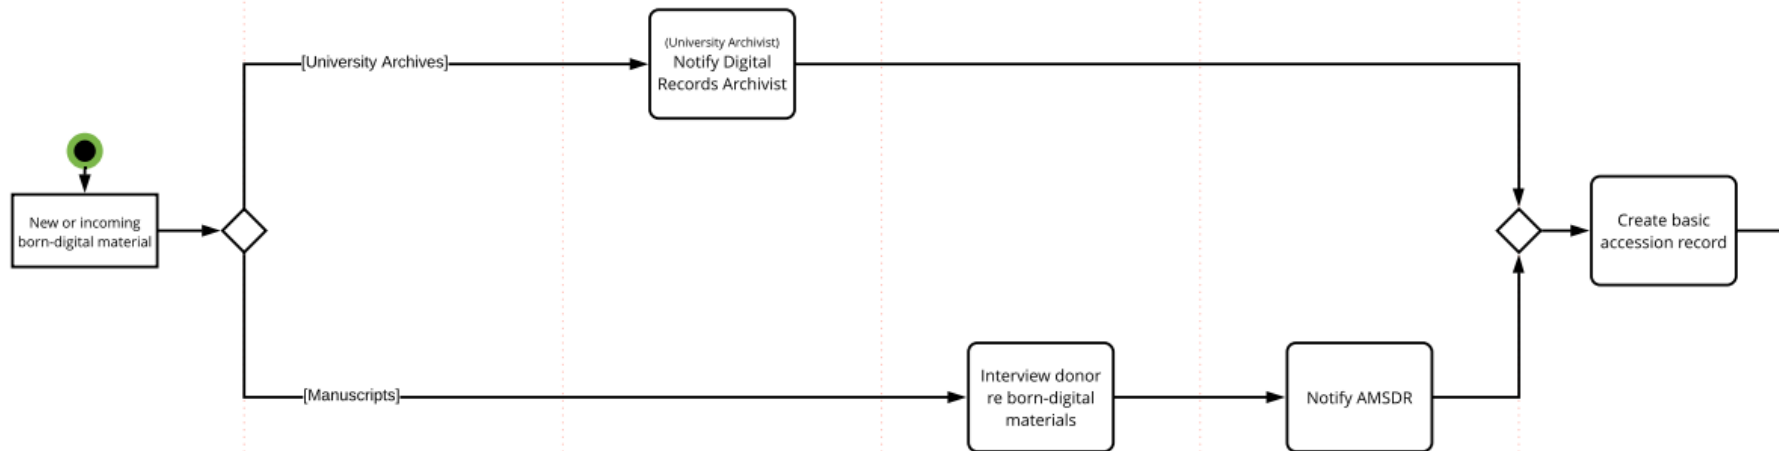 (University Archivist)
Notify Digital
Records Archivist
[University Archives]
New or incoming
born-digital material
Create basic
accession record
[Manuscripts]
Interview donor
re born-digital
materials
Notify AMSDR